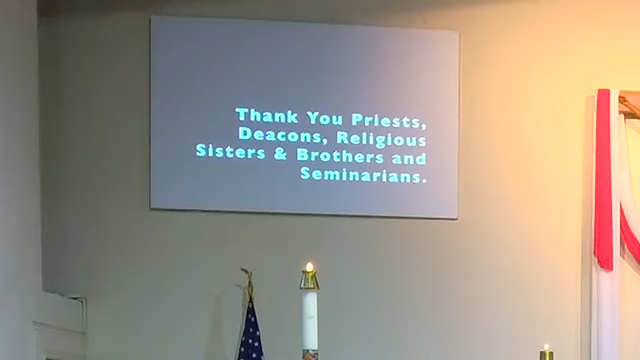 Thank You Priests,
Deacons, Religious
Sisters & Brothers and
Seminarians.